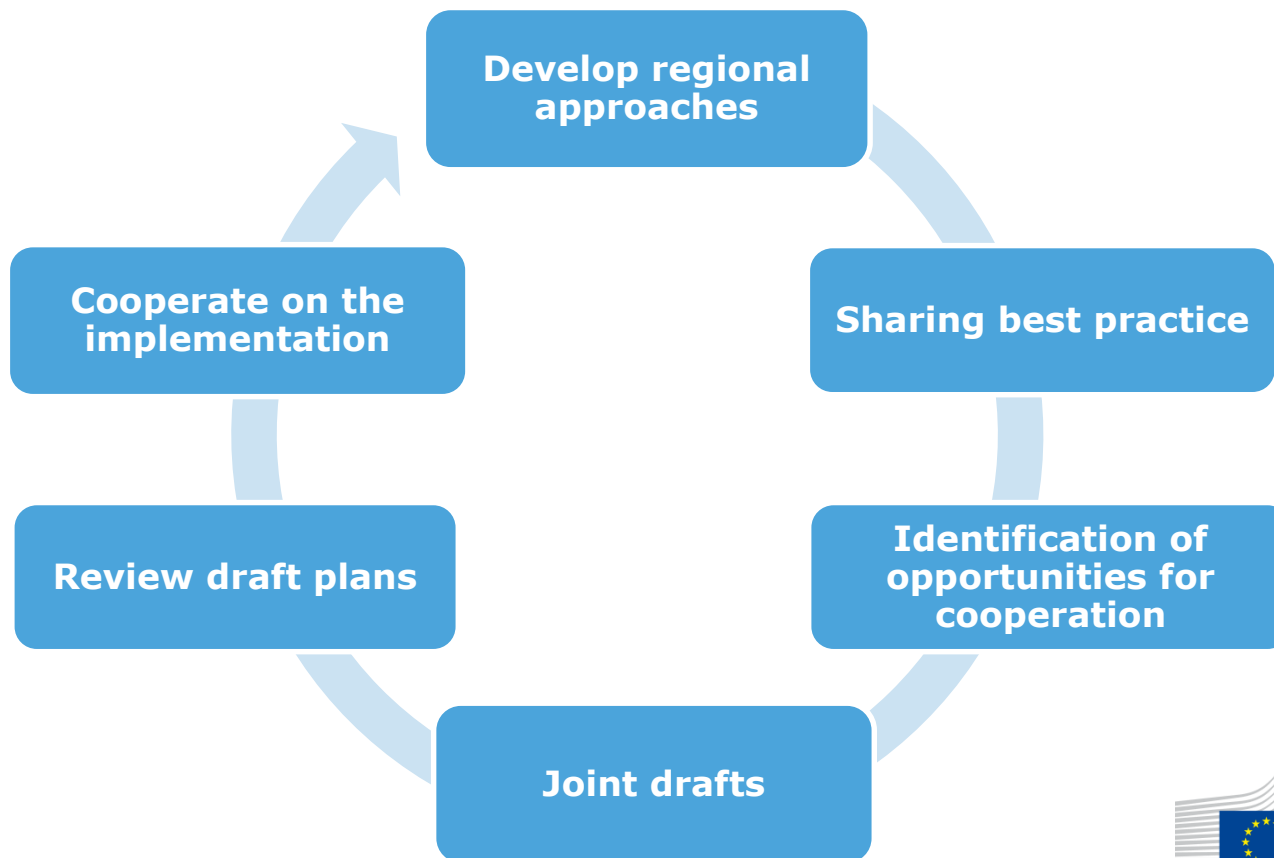 Develop regional
approaches
Sharing best practice
Identification of
opportunities for
cooperation
Joint drafts
Review draft plans
Cooperate on the
implementation